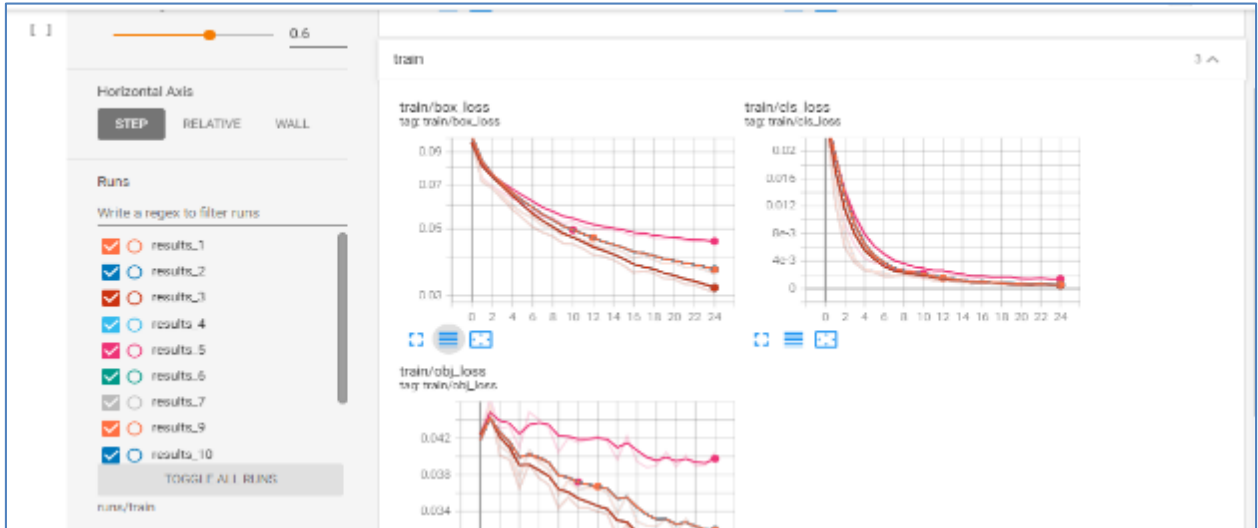 [ ]
0.6
Horizontal Axis
STEP RELATIVE WALL
Runs
Write a regex to filter runs
results_1
results_2
results_3
results_4
results_5
results_6
results_7
results_9
results_10
TOGGLE ALL RUNS
runs/train
train 3
train/box_loss
tag: train/box_loss
0.09
0.07
0.05
0.03
0 2 4 6 8 10 12 14 16 18 20 22 24
train/cls_loss
tag: train/cls_loss
0.02
0.016
0.012
8e-3
4e-3
0
0 2 4 6 8 10 12 14 16 18 20 22 24
train/obj_loss
tag: train/obj_loss
0.042
0.038
0.034